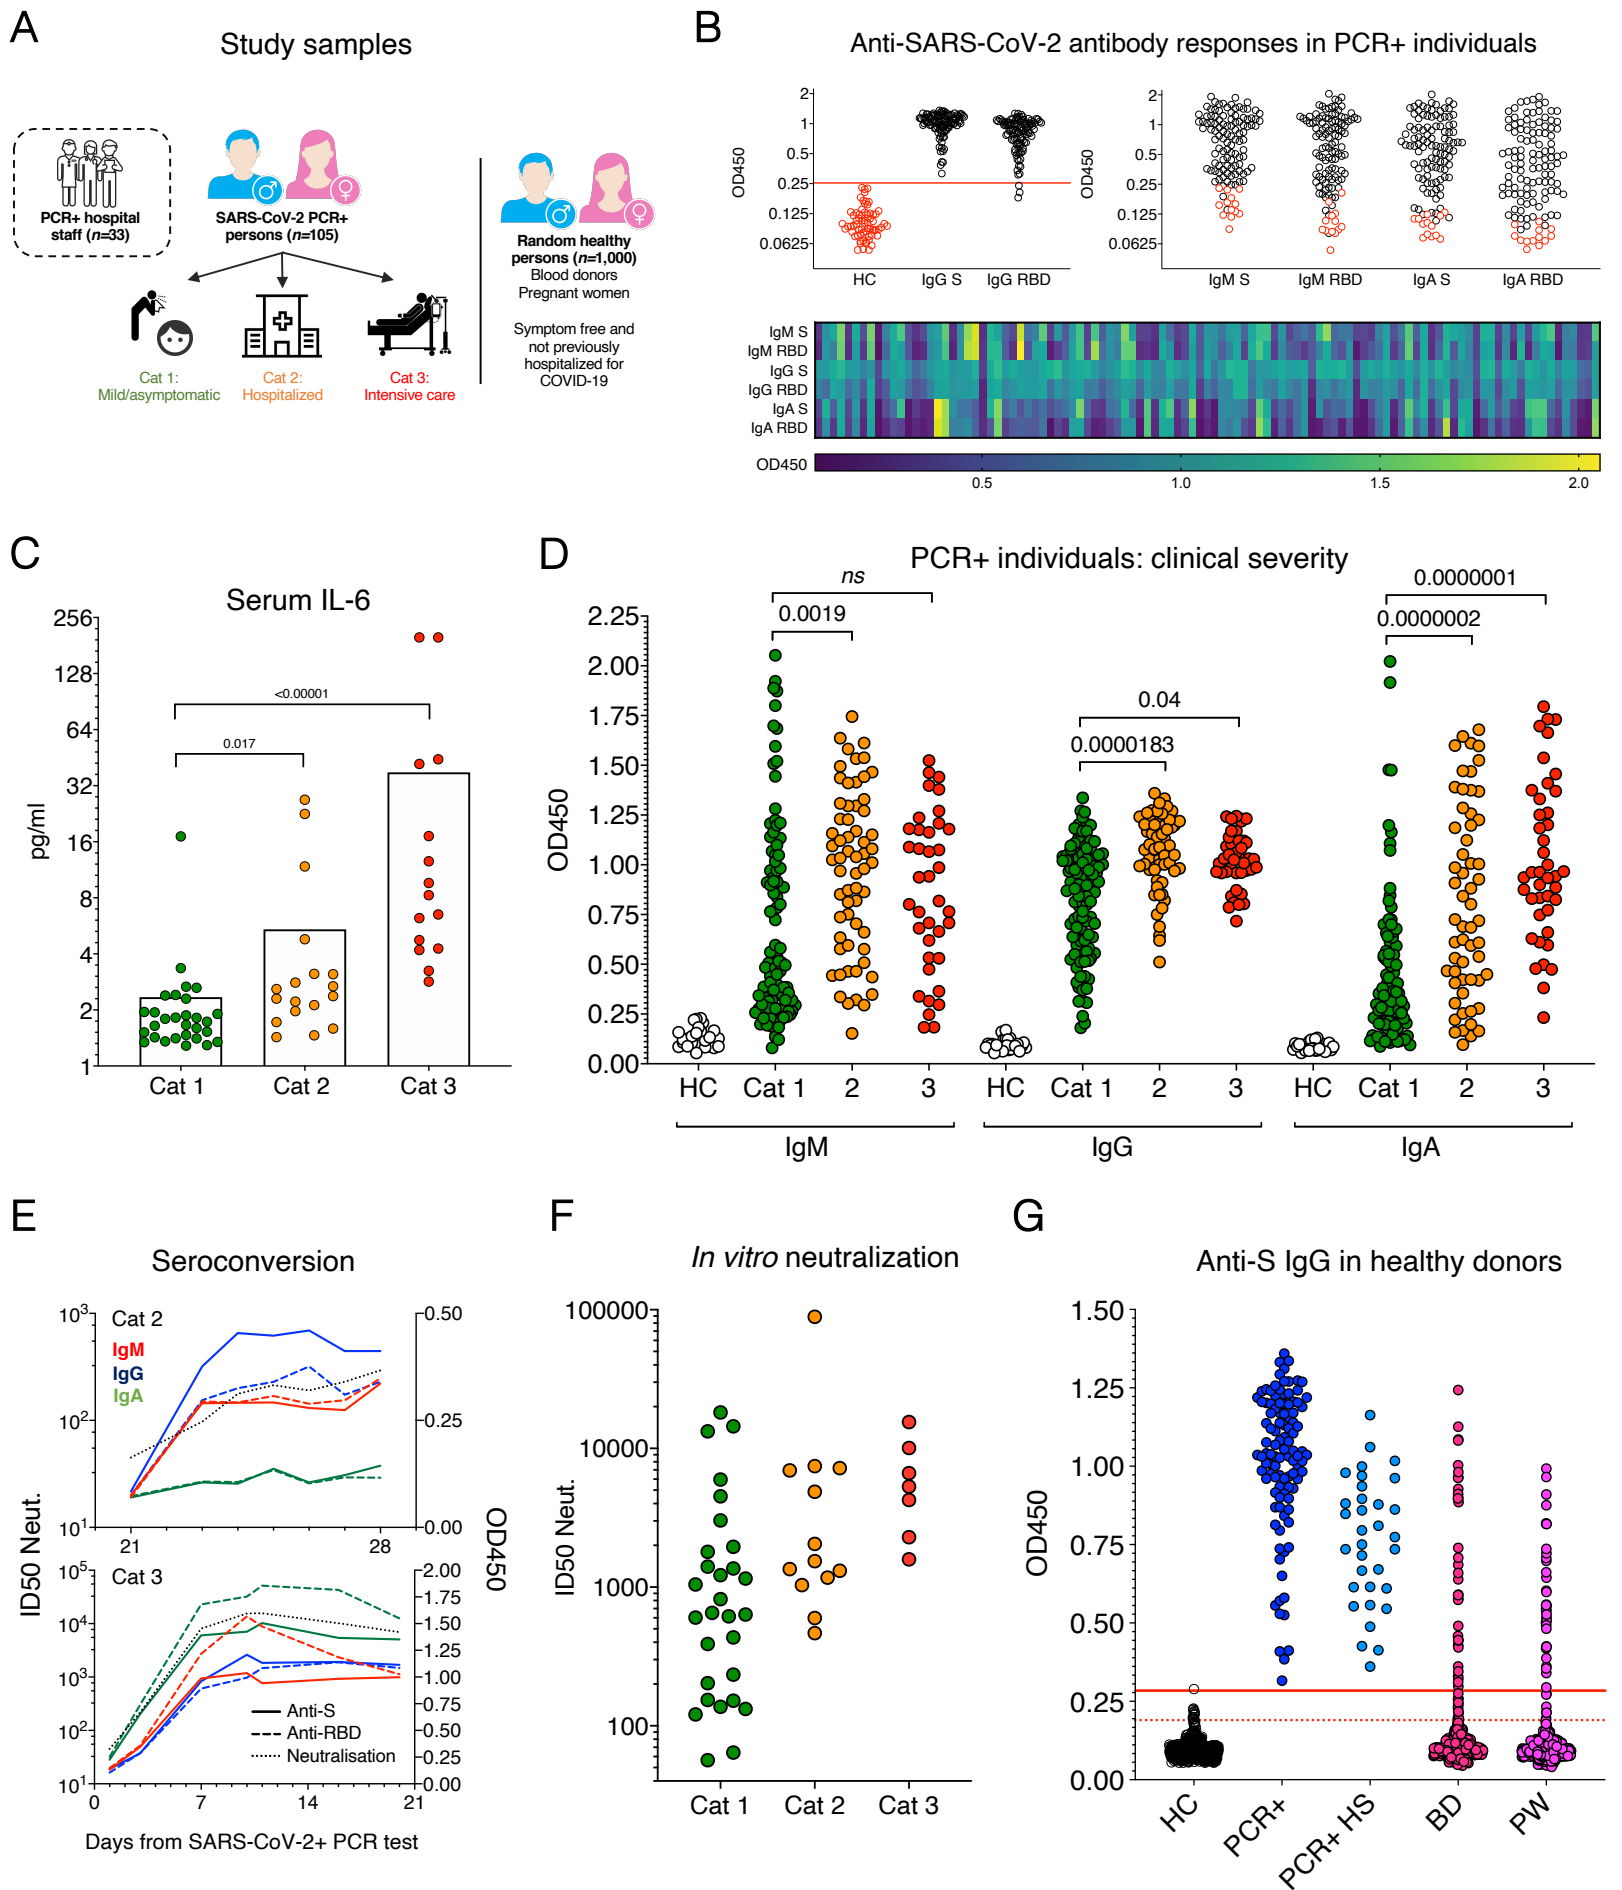 A
Study samples
PCR+ hospital
staff (n=33)
SARS-CoV-2 PCR+
persons (n=105)
Random healthy
persons (n=1,000)
Blood donors
Pregnant women
Symptom free and
not previously
hospitalized for
COVID-19
Cat 1:
Mild/asymptomatic
Cat 2:
Hospitalized
Cat 3:
Intensive care
B
Anti-SARS-CoV-2 antibody responses in PCR+ individuals
OD450
2
1
0.5
0.25
0.125
0.0625
HC IgG S IgG RBD
OD450
2
1
0.5
0.25
0.125
0.0625
IgM S IgM RBD IgA S IgA RBD
IgM S
IgM RBD
IgG S
IgG RBD
IgA S
IgA RBD
OD450
0.5 1.0 1.5 2.0
C
Serum IL-6
pg/ml
256
128
64
32
16
8
4
2
1
<0.00001
0.017
Cat 1 Cat 2 Cat 3
D
PCR+ individuals: clinical severity
OD450
2.25
2.00
1.75
1.50
1.25
1.00
0.75
0.50
0.25
0.00
ns
0.0019
0.04
0.0000183
0.0000001
0.0000002
HC Cat 1 2 3 HC Cat 1 2 3 HC Cat 1 2 3
IgM IgG IgA
E
Seroconversion
ID50 Neut.
OD450
Cat 2
IgM
IgG
IgA
10³
10²
10¹
0.50
0.25
0.00
21 28
Cat 3
10⁵
10⁴
10³
10²
10¹
2.00
1.75
1.50
1.25
1.00
0.75
0.50
0.25
0.00
Anti-S
Anti-RBD
Neutralisation
0 7 14 21
Days from SARS-CoV-2+ PCR test
F
In vitro neutralization
ID50 Neut.
100000
10000
1000
100
Cat 1 Cat 2 Cat 3
G
Anti-S IgG in healthy donors
OD450
1.50
1.25
1.00
0.75
0.50
0.25
0.00
HC PCR+ PCR+ HS BD PW